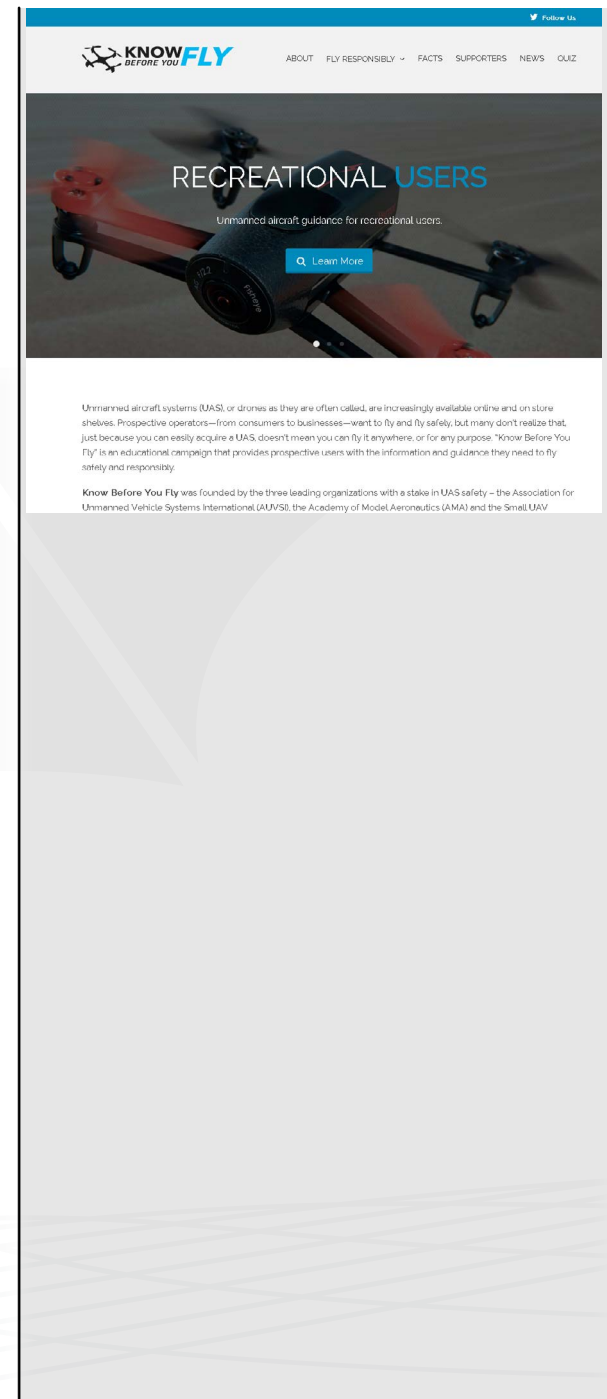 Follow Us
KNOW BEFORE YOU FLY
ABOUT FLY RESPONSIBLY FACTS SUPPORTERS NEWS QUIZ
RECREATIONAL USERS
Unmanned aircraft guidance for recreational users.
Learn More
fisheye
Unmanned aircraft systems (UAS), or drones as they are often called, are increasingly available online and on store
shelves. Prospective operators—from consumers to businesses—want to fly and fly safely, but many don't realize that,
just because you can easily acquire a UAS, doesn't mean you can fly it anywhere, or for any purpose. "Know Before You
Fly" is an educational campaign that provides prospective users with the information and guidance they need to fly
safely and responsibly.
Know Before You Fly was founded by the three leading organizations with a stake in UAS safety – the Association for
Unmanned Vehicle Systems International (AUVSI), the Academy of Model Aeronautics (AMA) and the Small UAV